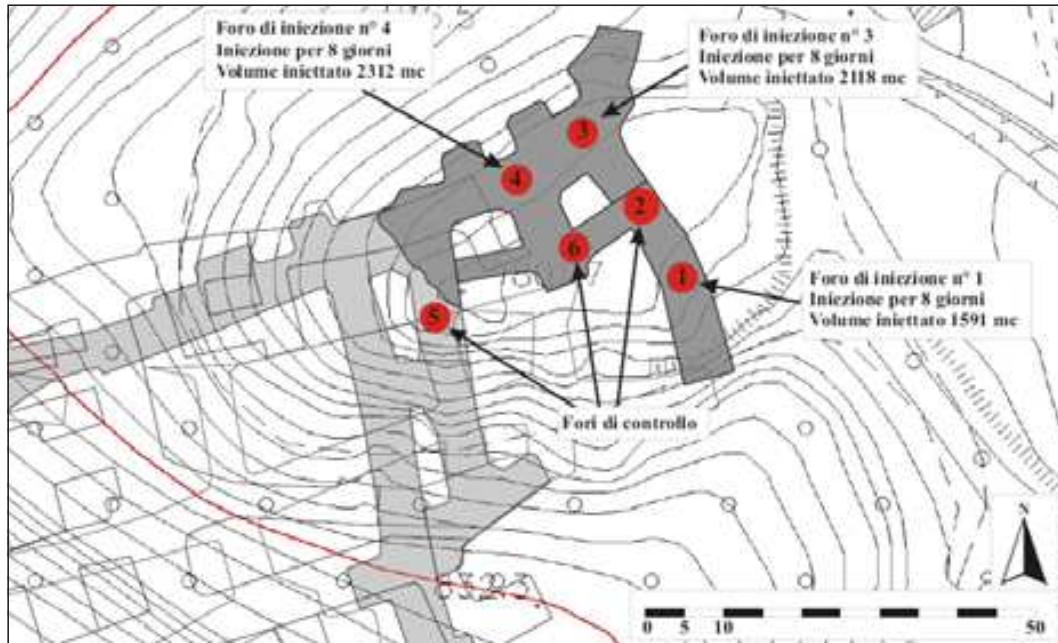 Foro di iniezione n° 4
Iniezione per 8 giorni
Volume iniettato 2312 mc
Foro di iniezione n° 3
Iniezione per 8 giorni
Volume iniettato 2118 mc
3
4
2
6
1
5
Foro di iniezione n° 1
Iniezione per 8 giorni
Volume iniettato 1591 mc
Fori di controllo
N
0 5 10 50